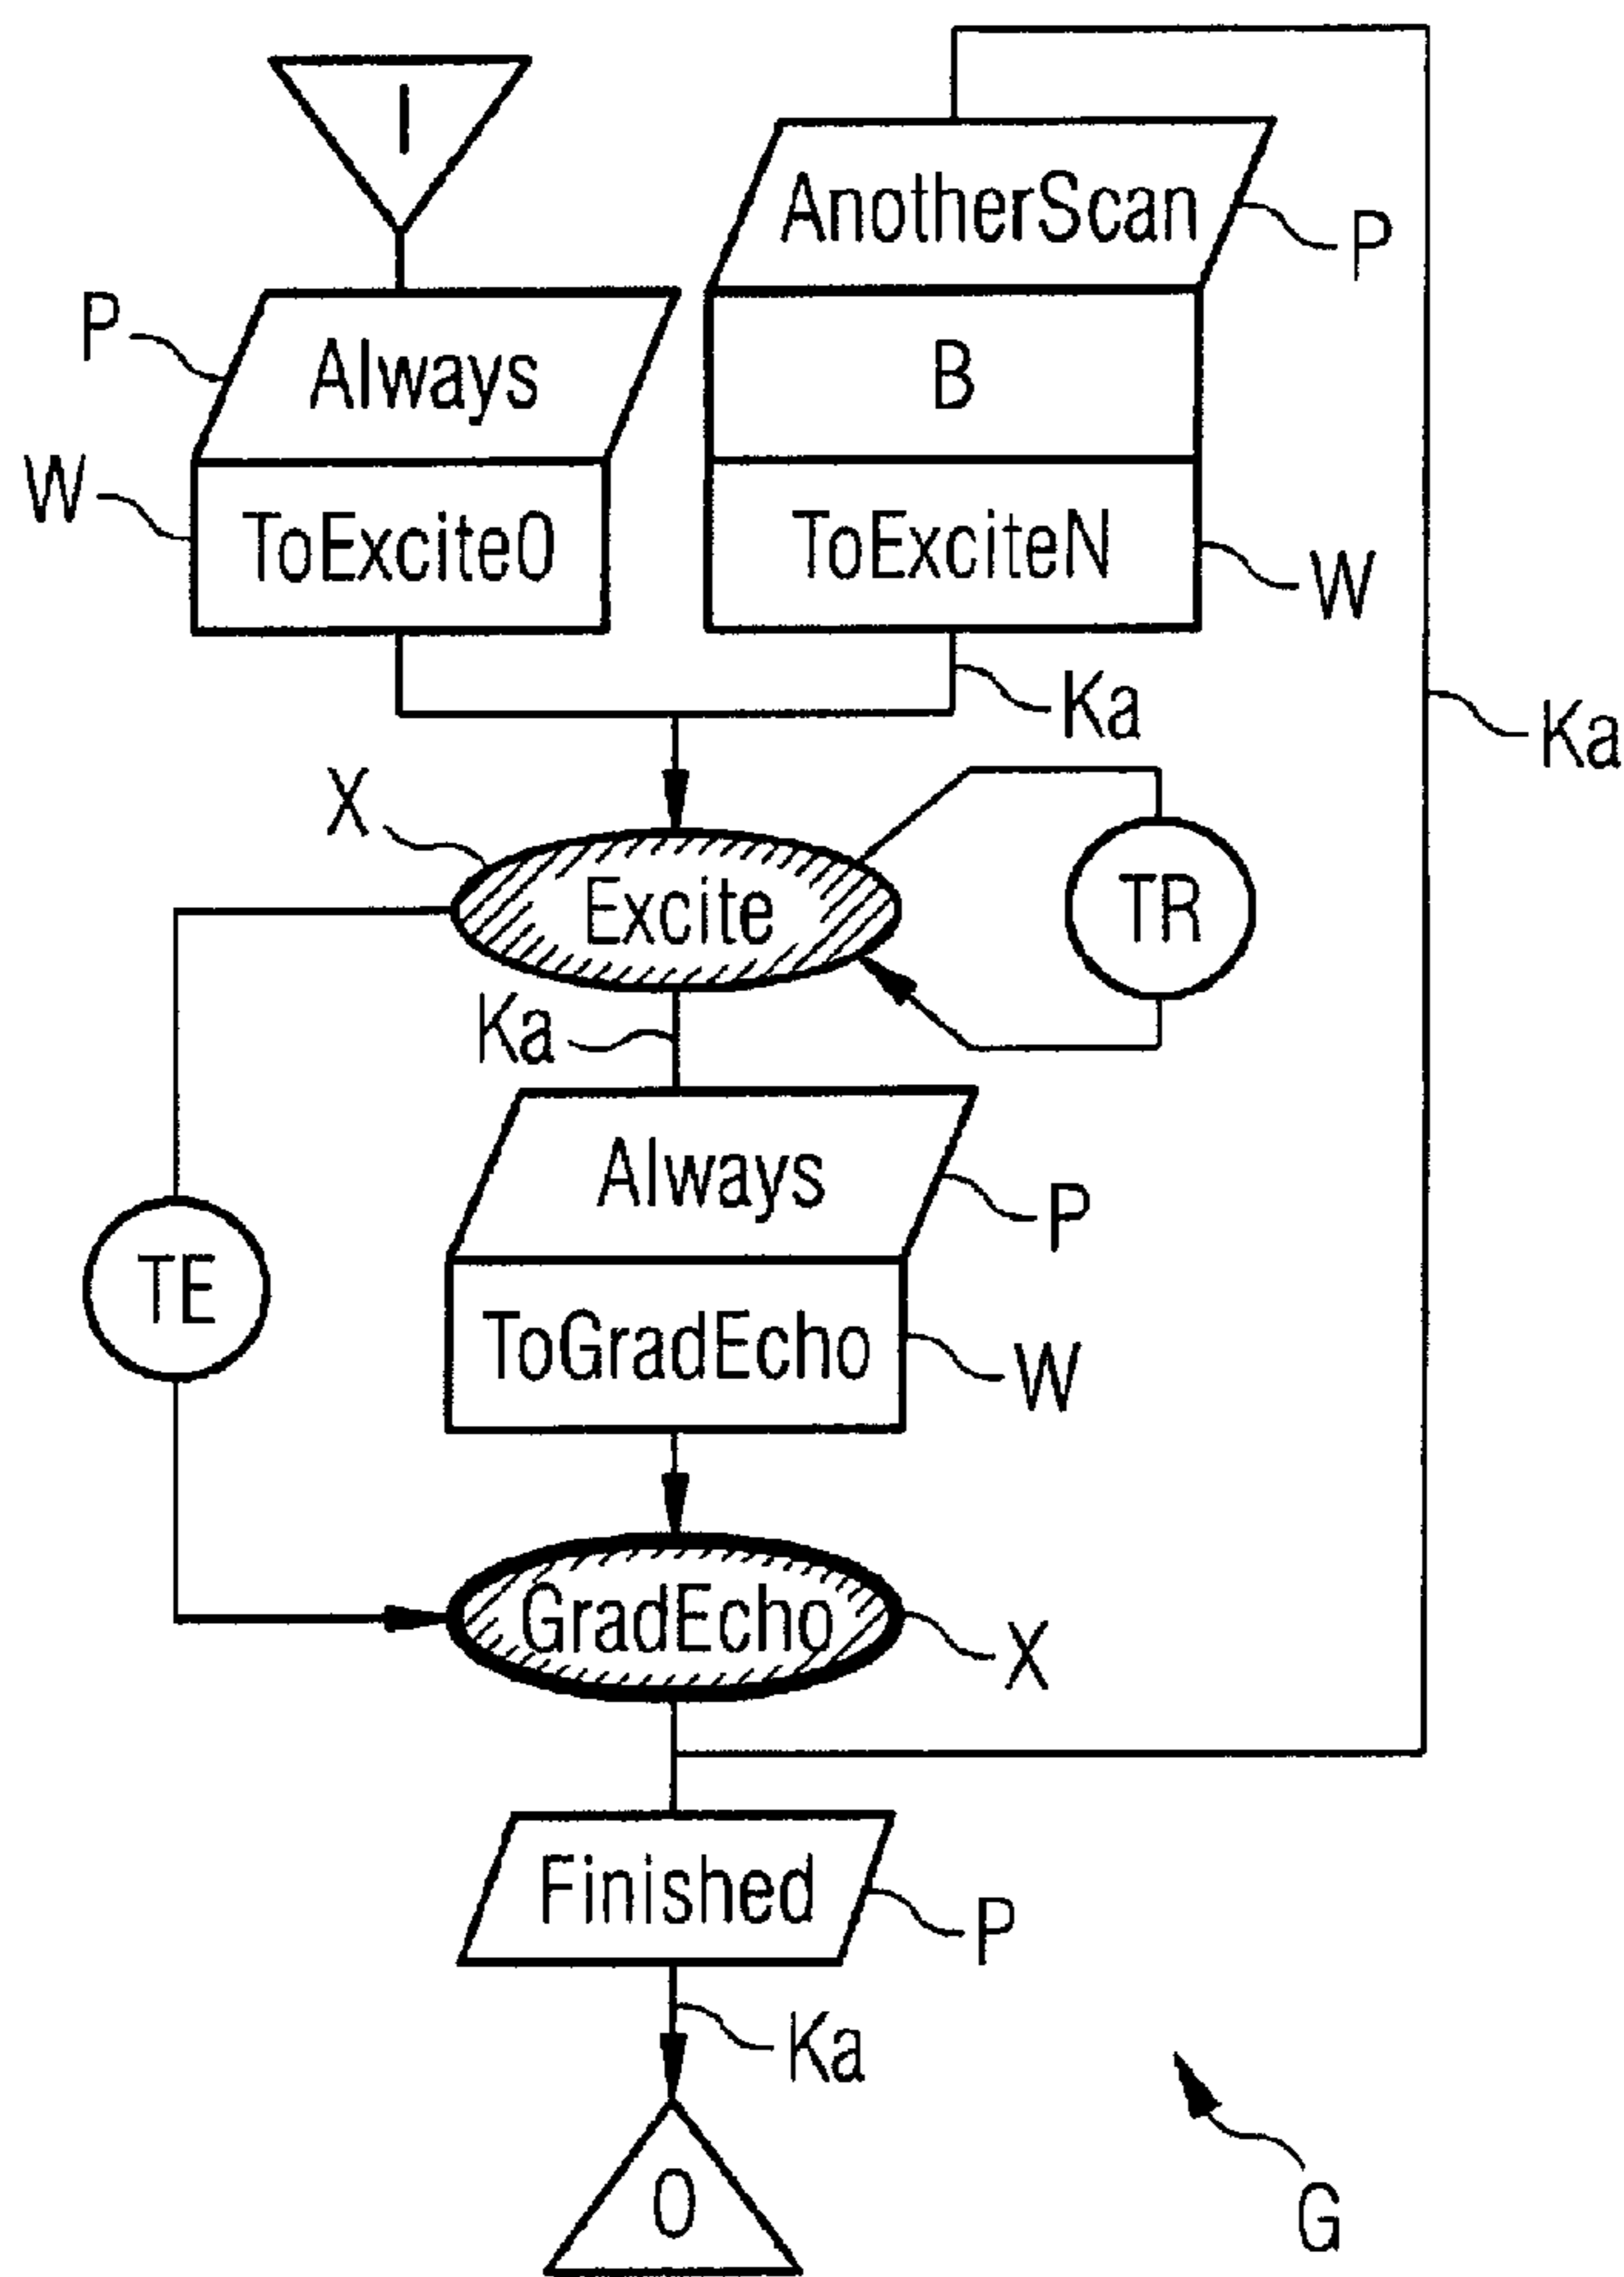 I
AnotherScan
P
P
Always
B
W
ToExcite0
ToExciteN
W
Ka
Ka
X
Excite
TR
Ka
Always
P
TE
ToGradEcho
W
GradEcho
X
Finished
P
Ka
O
G